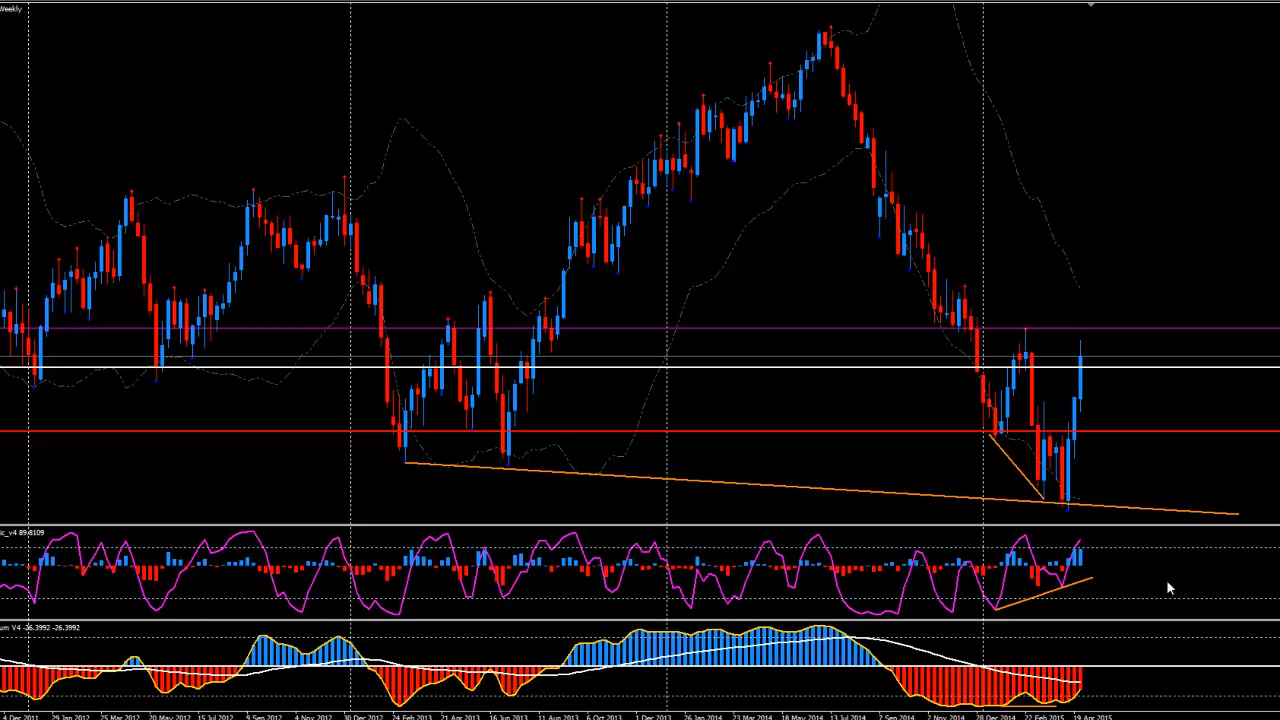 Weekly
ic_v4 89.8109
um V4 -26.3992 -26.3992
4 Dec 2011 29 Jan 2012 25 Mar 2012 20 May 2012 15 Jul 2012 9 Sep 2012 4 Nov 2012 30 Dec 2012 24 Feb 2013 21 Apr 2013 16 Jun 2013 11 Aug 2013 6 Oct 2013 1 Dec 2013 26 Jan 2014 23 Mar 2014 18 May 2014 13 Jul 2014 7 Sep 2014 2 Nov 2014 28 Dec 2014 22 Feb 2015 19 Apr 2015